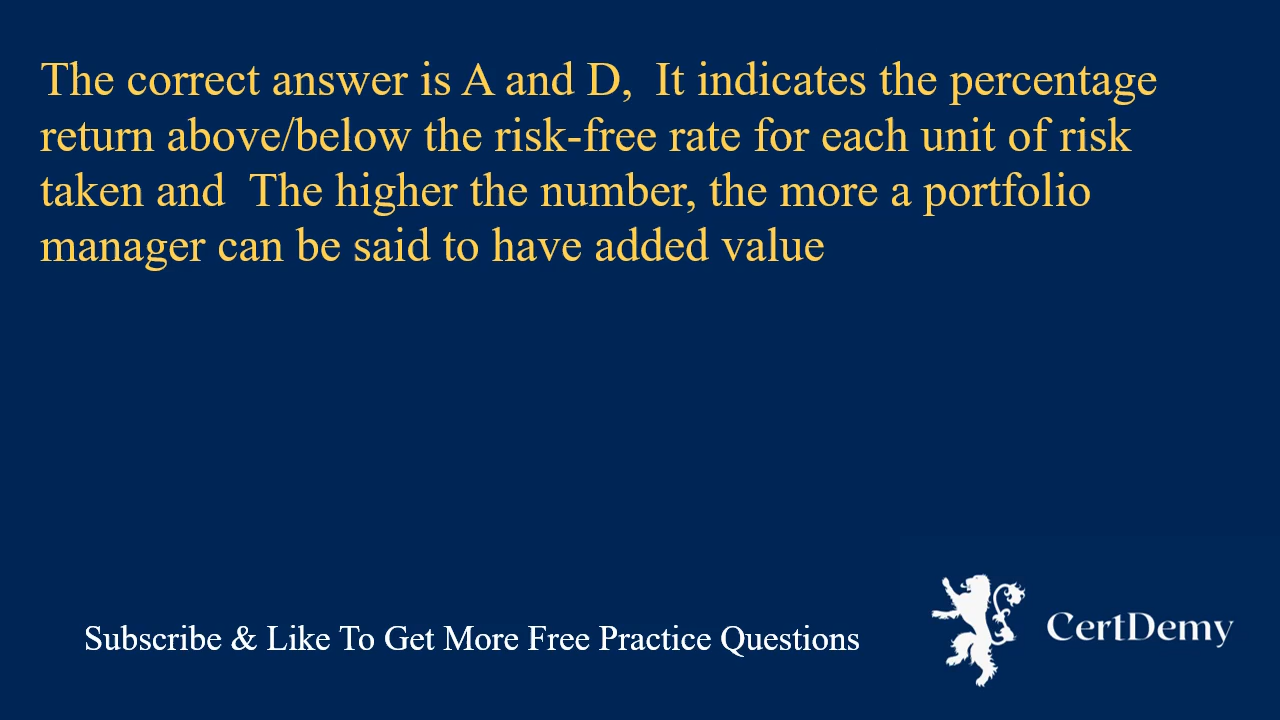 The correct answer is A and D,  It indicates the percentage
return above/below the risk-free rate for each unit of risk
taken and  The higher the number, the more a portfolio
manager can be said to have added value
Subscribe & Like To Get More Free Practice Questions
CertDemy